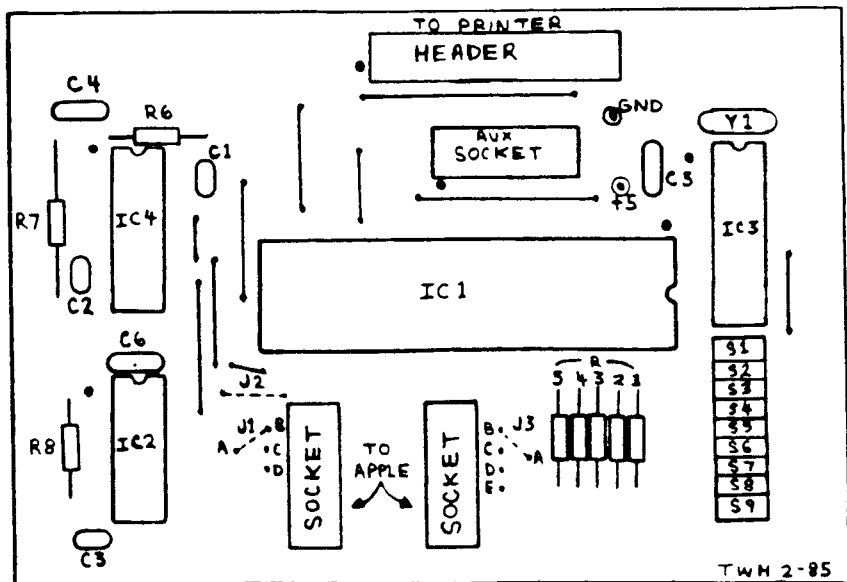 TO PRINTER
HEADER
C4
R6
GND
Y1
C1
AUX
SOCKET
C5
+5
R7
IC4
IC3
C2
IC1
C6
S1
R
S2
J2
5 4 3 2 1
S3
S4
J1
B
B
J3
S5
R8
IC2
A
C
SOCKET
TO
APPLE
SOCKET
C
A
S6
D
D
S7
E
S8
S9
C3
TWH 2-85